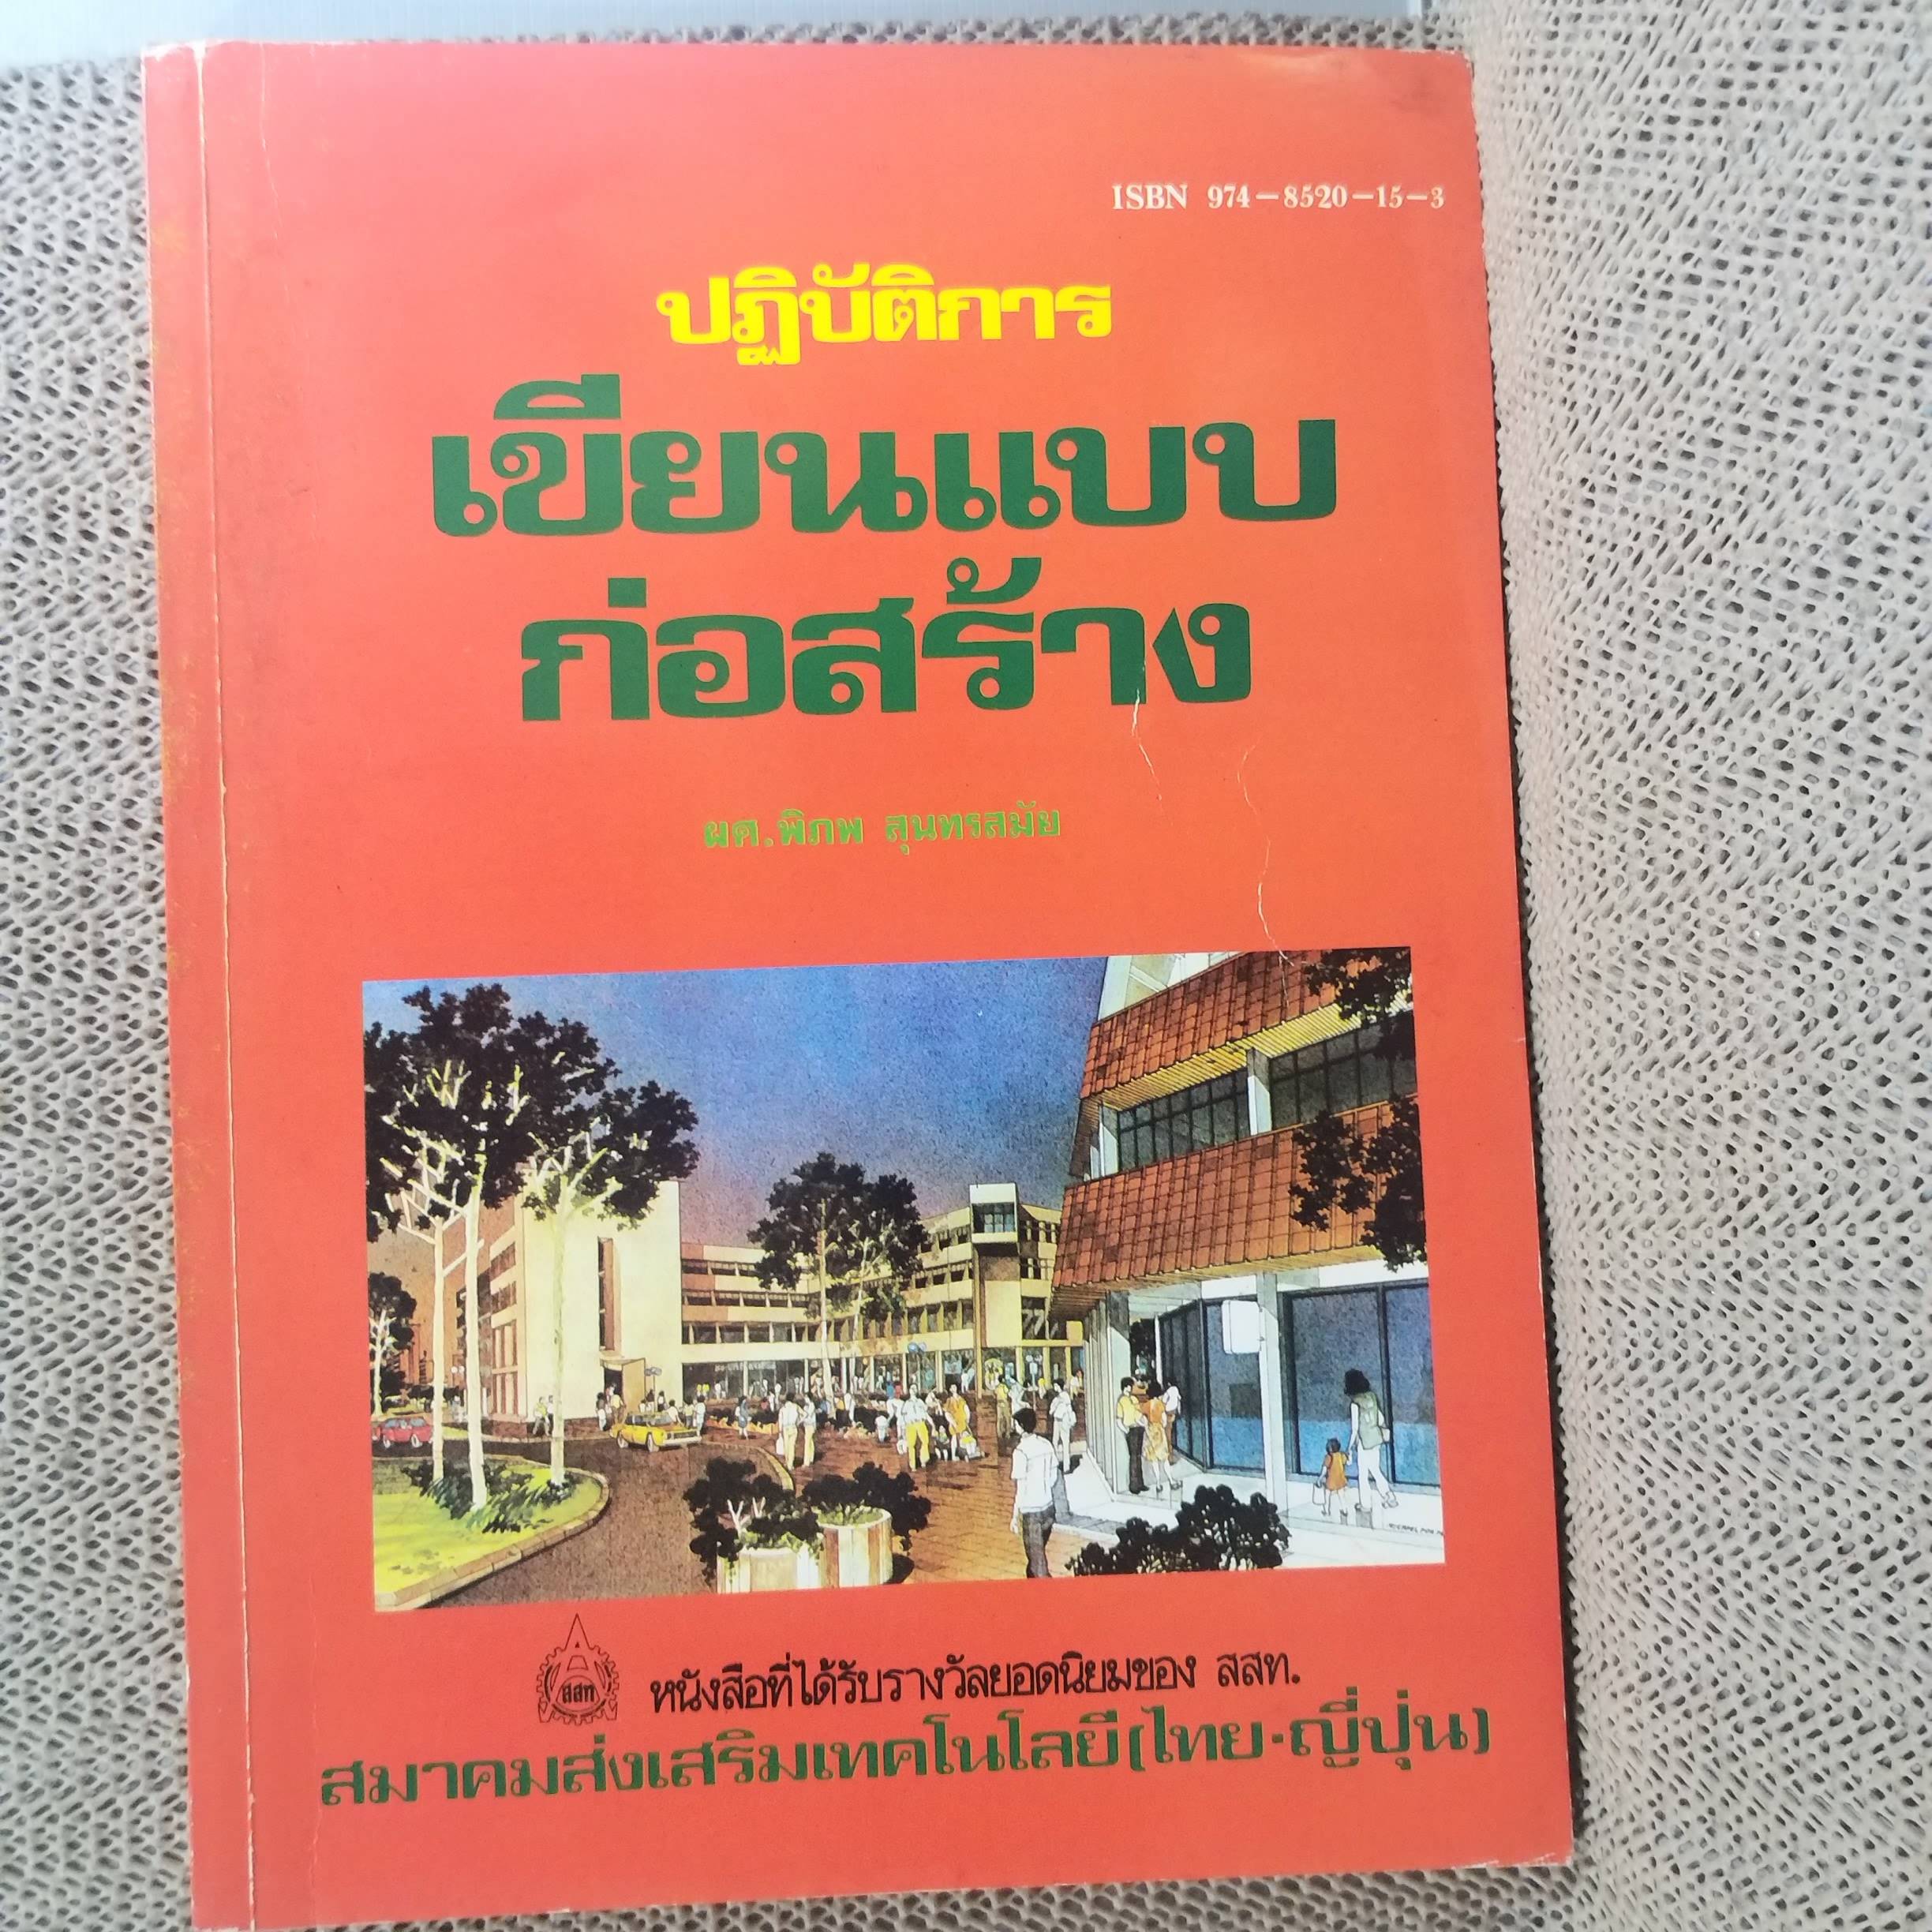 ISBN 974-8520-15-3
ปฏิบัติการ
เขียนแบบ
ก่อสร้าง
ผศ.พิภพ สุนทรสมัย
77
สสท
หนังสือที่ได้รับรางวัลยอดนิยมของ สสท.
สมาคมส่งเสริมเทคโนโลยี(ไทย-ญี่ปุ่น)